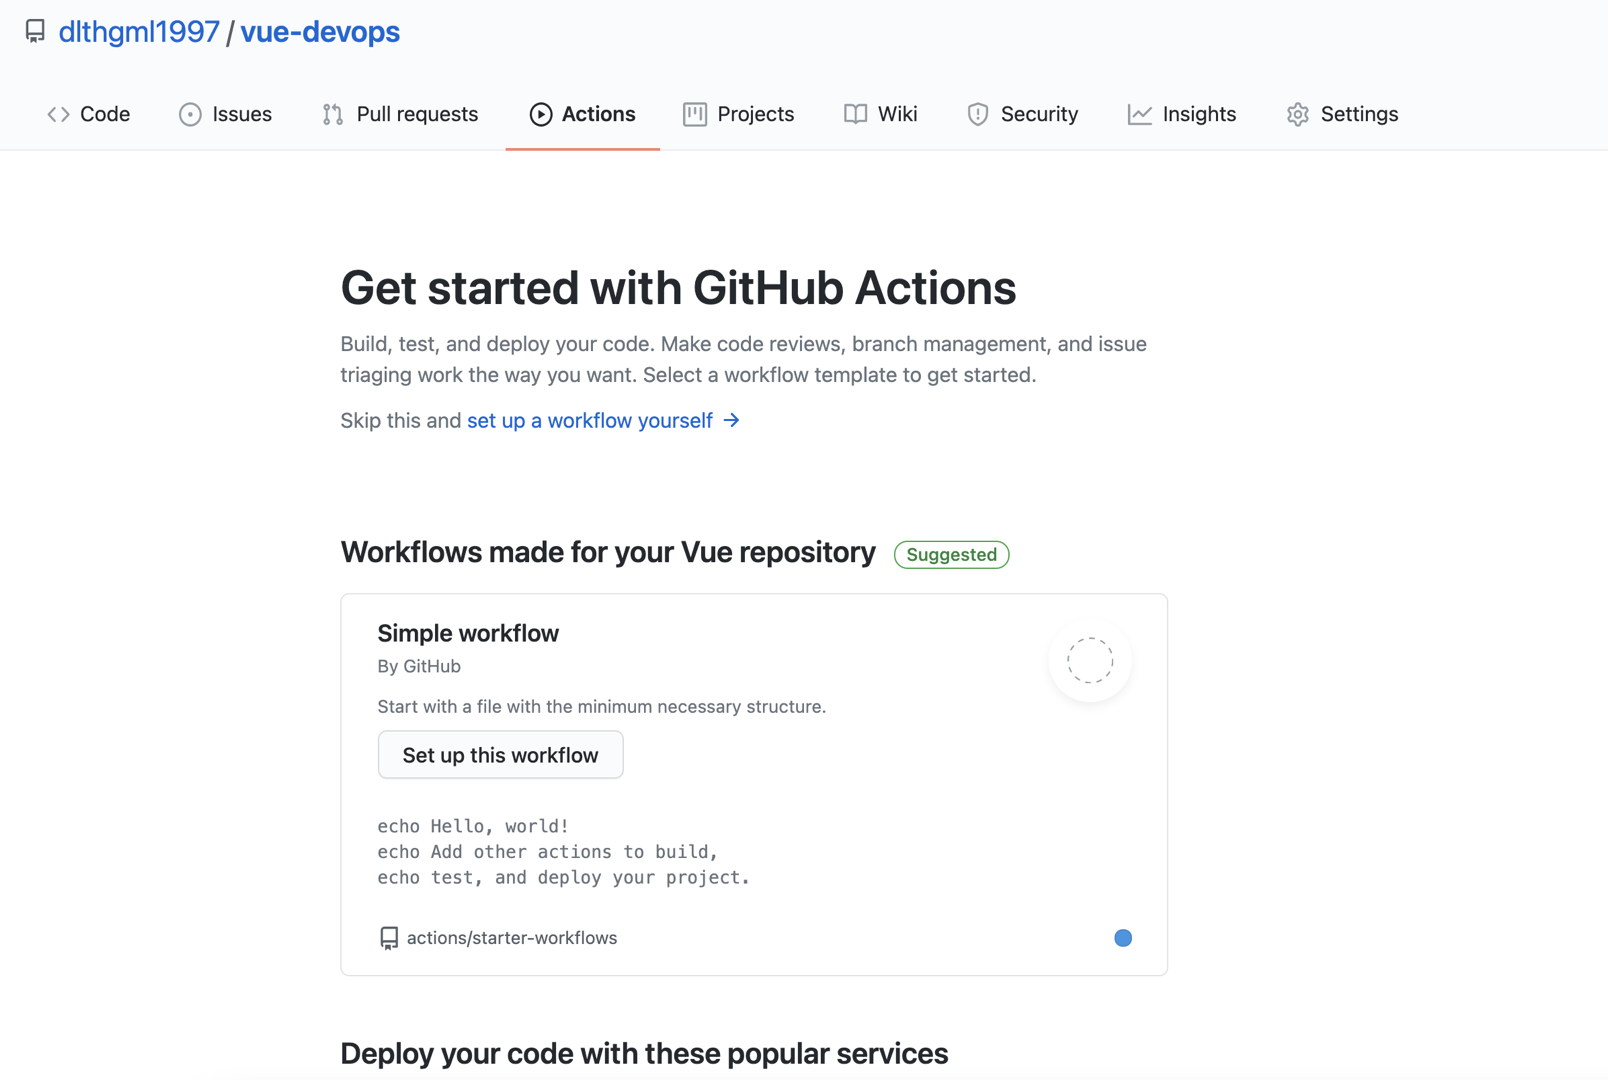 dlthgml1997 / vue-devops
Code Issues Pull requests Actions Projects Wiki Security Insights Settings
Get started with GitHub Actions
Build, test, and deploy your code. Make code reviews, branch management, and issue
triaging work the way you want. Select a workflow template to get started.
Skip this and set up a workflow yourself →
Workflows made for your Vue repository Suggested
Simple workflow
By GitHub
Start with a file with the minimum necessary structure.
Set up this workflow
echo Hello, world!
echo Add other actions to build,
echo test, and deploy your project.
actions/starter-workflows
Deploy your code with these popular services